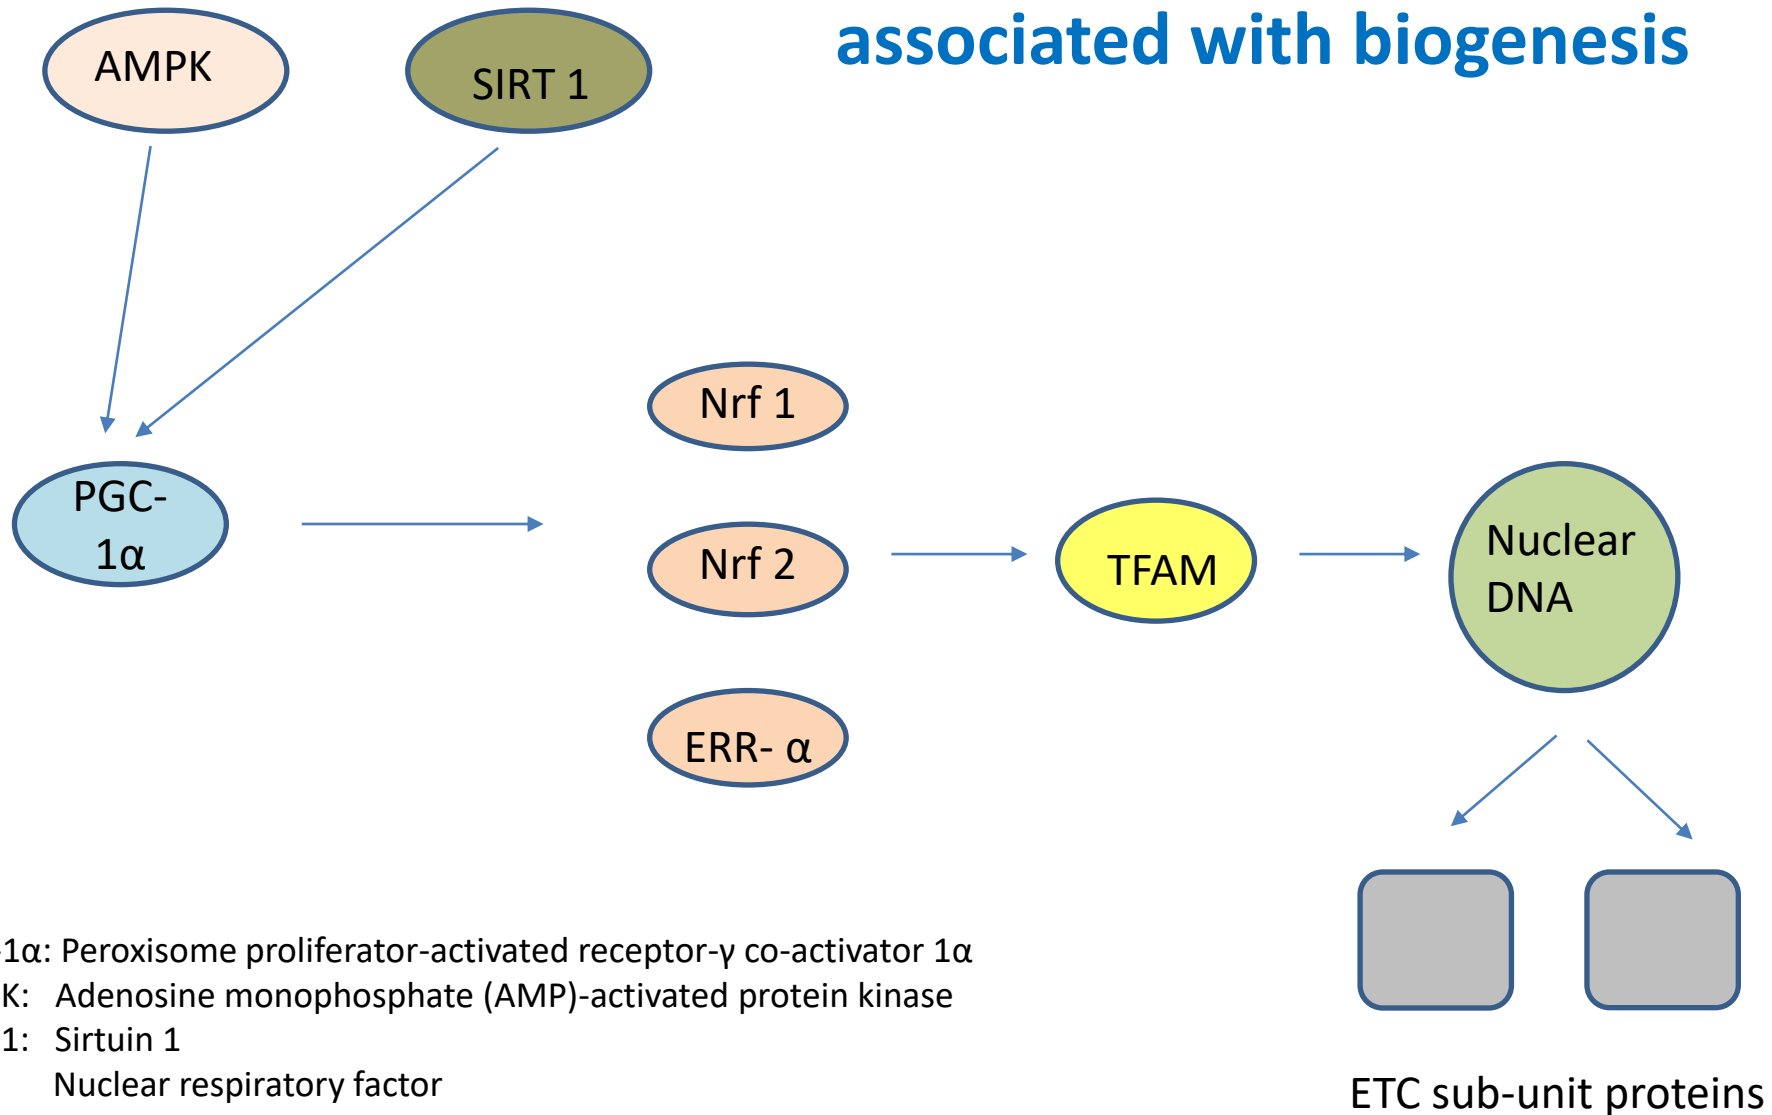 associated with biogenesis
AMPK
SIRT 1
Nrf 1
PGC-
1α
Nrf 2
TFAM
Nuclear
DNA
ERR- α
-1α: Peroxisome proliferator-activated receptor-γ co-activator 1α
K: Adenosine monophosphate (AMP)-activated protein kinase
1: Sirtuin 1
Nuclear respiratory factor
ETC sub-unit proteins